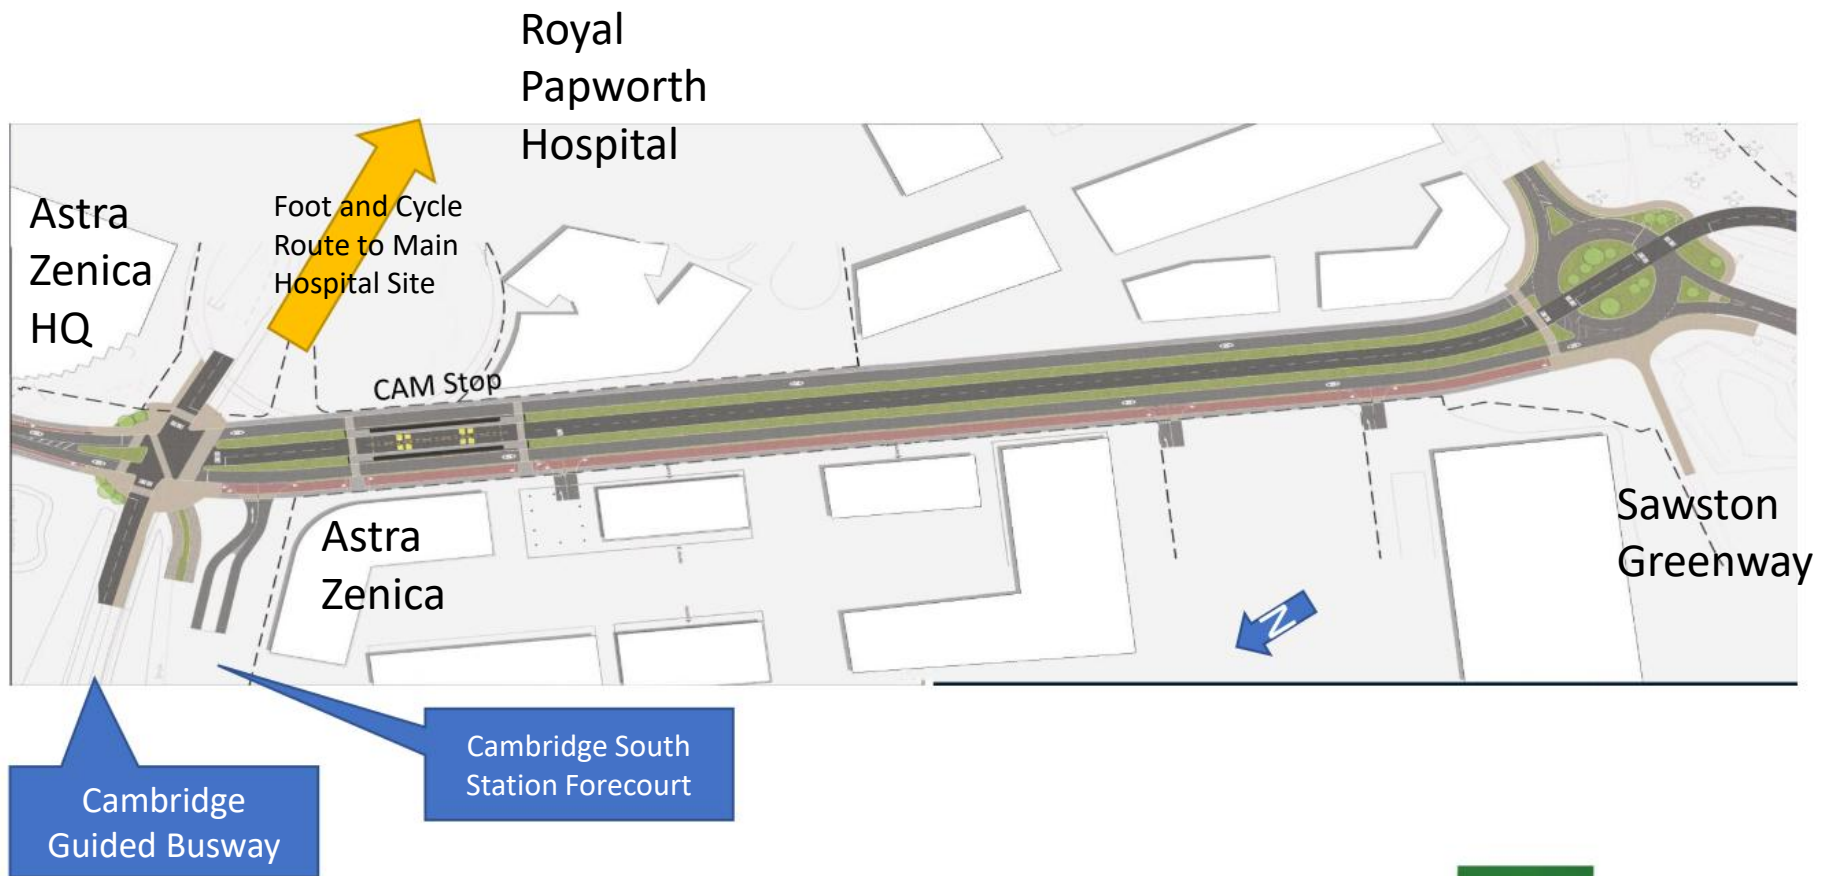 Royal
Papworth
Hospital
Astra
Zenica
HQ
Foot and Cycle
Route to Main
Hospital Site
CAM Stop
Astra
Zenica
Sawston
Greenway
N
Cambridge South
Station Forecourt
Cambridge
Guided Busway